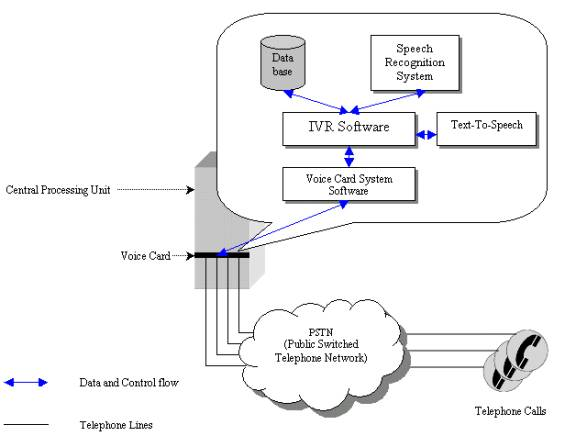 Data
base
Speech
Recognition
System
IVR Software
Text-To-Speech
Voice Card System
Software
Central Processing Unit
Voice Card
PSTN
(Public Switched
Telephone Network)
Data and Control flow
Telephone Calls
Telephone Lines